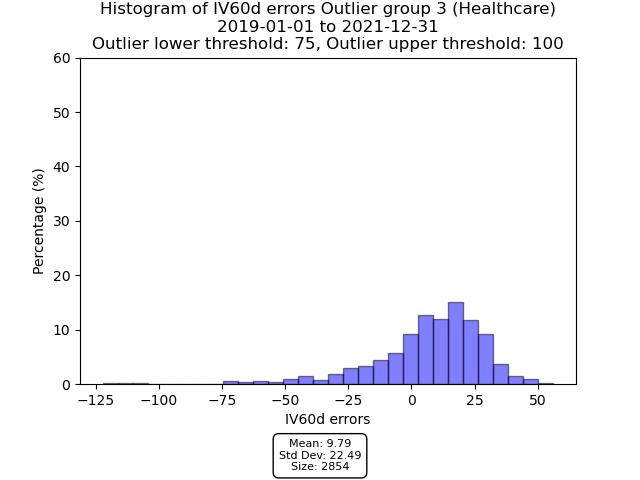 Histogram of IV60d errors Outlier group 3 (Healthcare)
2019-01-01 to 2021-12-31
Outlier lower threshold: 75, Outlier upper threshold: 100
60
50
40
30
20
10
0
Percentage (%)
−125 −100 −75 −50 −25 0 25 50
IV60d errors
Mean: 9.79
Std Dev: 22.49
Size: 2854